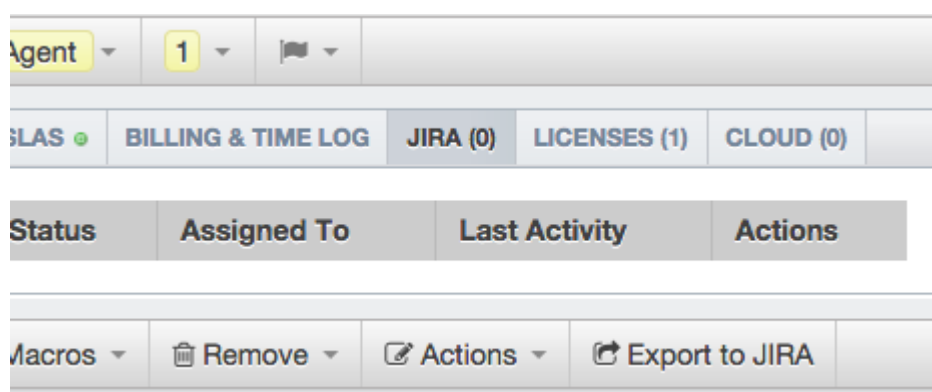 Agent 1
SLAS BILLING & TIME LOG JIRA (0) LICENSES (1) CLOUD (0)
Status Assigned To Last Activity Actions
Macros Remove Actions Export to JIRA